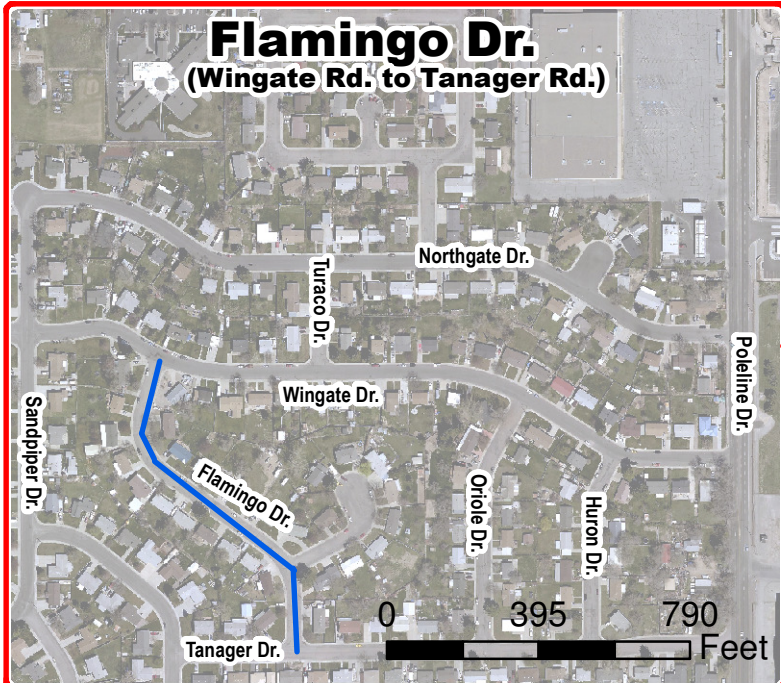 Flamingo Dr.
(Wingate Rd. to Tanager Rd.)
Northgate Dr.
Turaco Dr.
Poleline Dr.
Wingate Dr.
Sandpiper Dr.
Flamingo Dr.
Oriole Dr.
Huron Dr.
0 395 790
Feet
Tanager Dr.